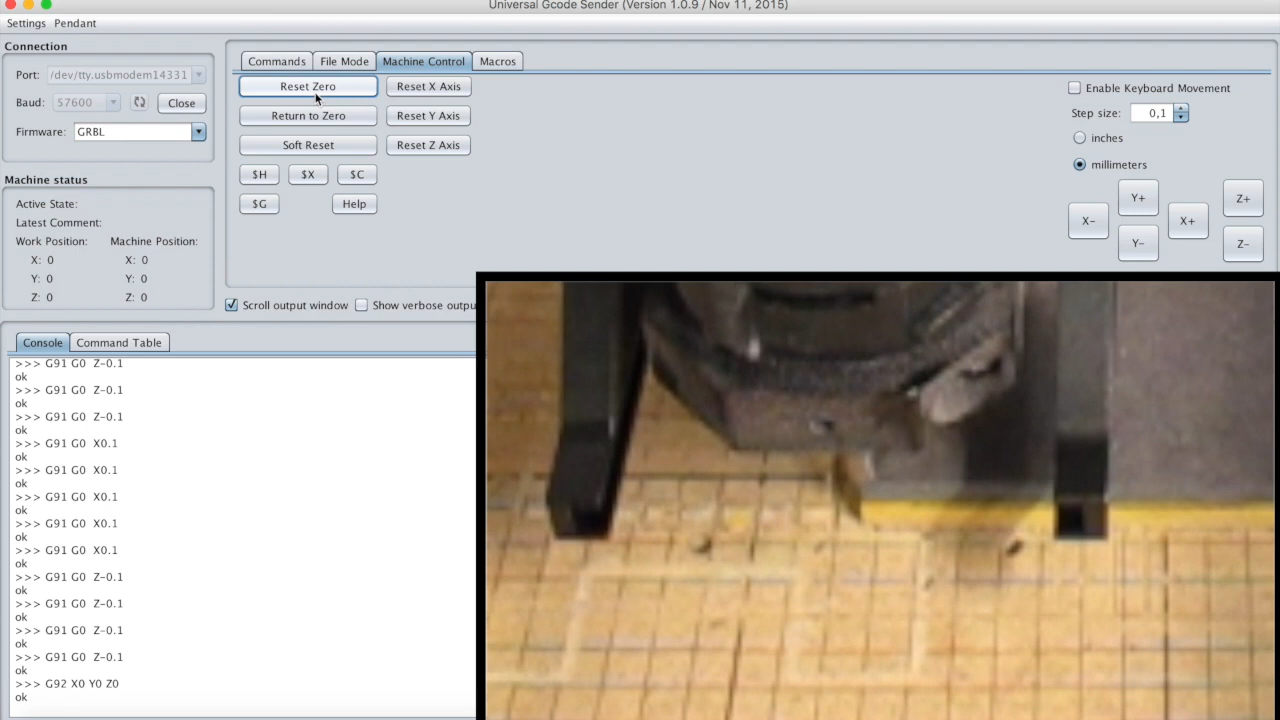 Universal Gcode Sender (Version 1.0.9 / Nov 11, 2015)
Settings Pendant
Connection
Port: /dev/tty.usbmodem14331
Baud: 57600 Close
Firmware: GRBL
Machine status
Active State:
Latest Comment:
Work Position: Machine Position:
X: 0 X: 0
Y: 0 Y: 0
Z: 0 Z: 0
Commands File Mode Machine Control Macros
Reset Zero Reset X Axis
Return to Zero Reset Y Axis
Soft Reset Reset Z Axis
$H $X $C
$G Help
Enable Keyboard Movement
Step size: 0,1
inches
millimeters
Y+ Z+
X- X+
Y- Z-
Scroll output window Show verbose outpu
Console Command Table
>>> G91 G0 Z-0.1
ok
>>> G91 G0 Z-0.1
ok
>>> G91 G0 Z-0.1
ok
>>> G91 G0 X0.1
ok
>>> G91 G0 X0.1
ok
>>> G91 G0 X0.1
ok
>>> G91 G0 X0.1
ok
>>> G91 G0 X0.1
ok
>>> G91 G0 Z-0.1
ok
>>> G91 G0 Z-0.1
ok
>>> G91 G0 Z-0.1
ok
>>> G91 G0 Z-0.1
ok
>>> G92 X0 Y0 Z0
ok